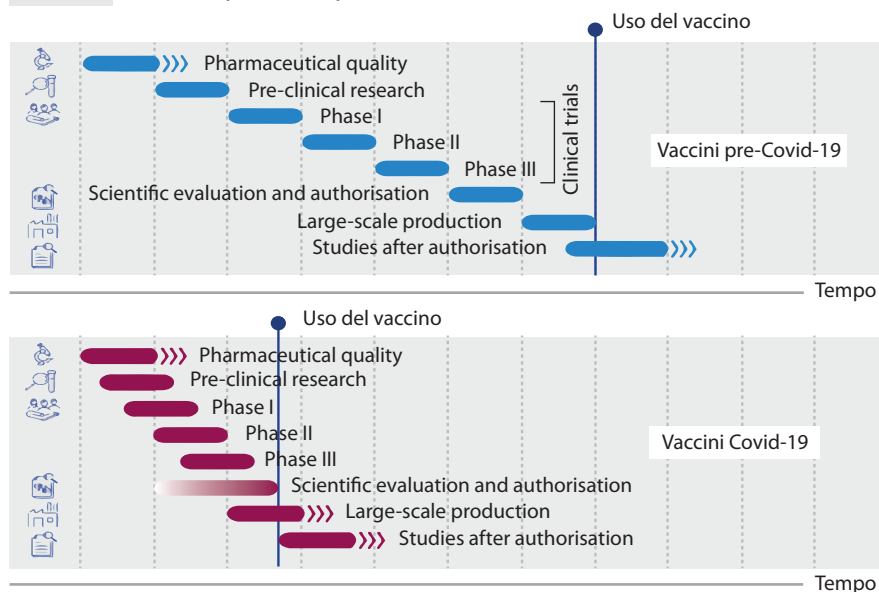 Uso del vaccino
Pharmaceutical quality
Pre-clinical research
Phase I
Phase II
Phase III
Clinical trials
Vaccini pre-Covid-19
Scientific evaluation and authorisation
Large-scale production
Studies after authorisation
Tempo
Uso del vaccino
Pharmaceutical quality
Pre-clinical research
Phase I
Phase II
Vaccini Covid-19
Phase III
Scientific evaluation and authorisation
Large-scale production
Studies after authorisation
Tempo